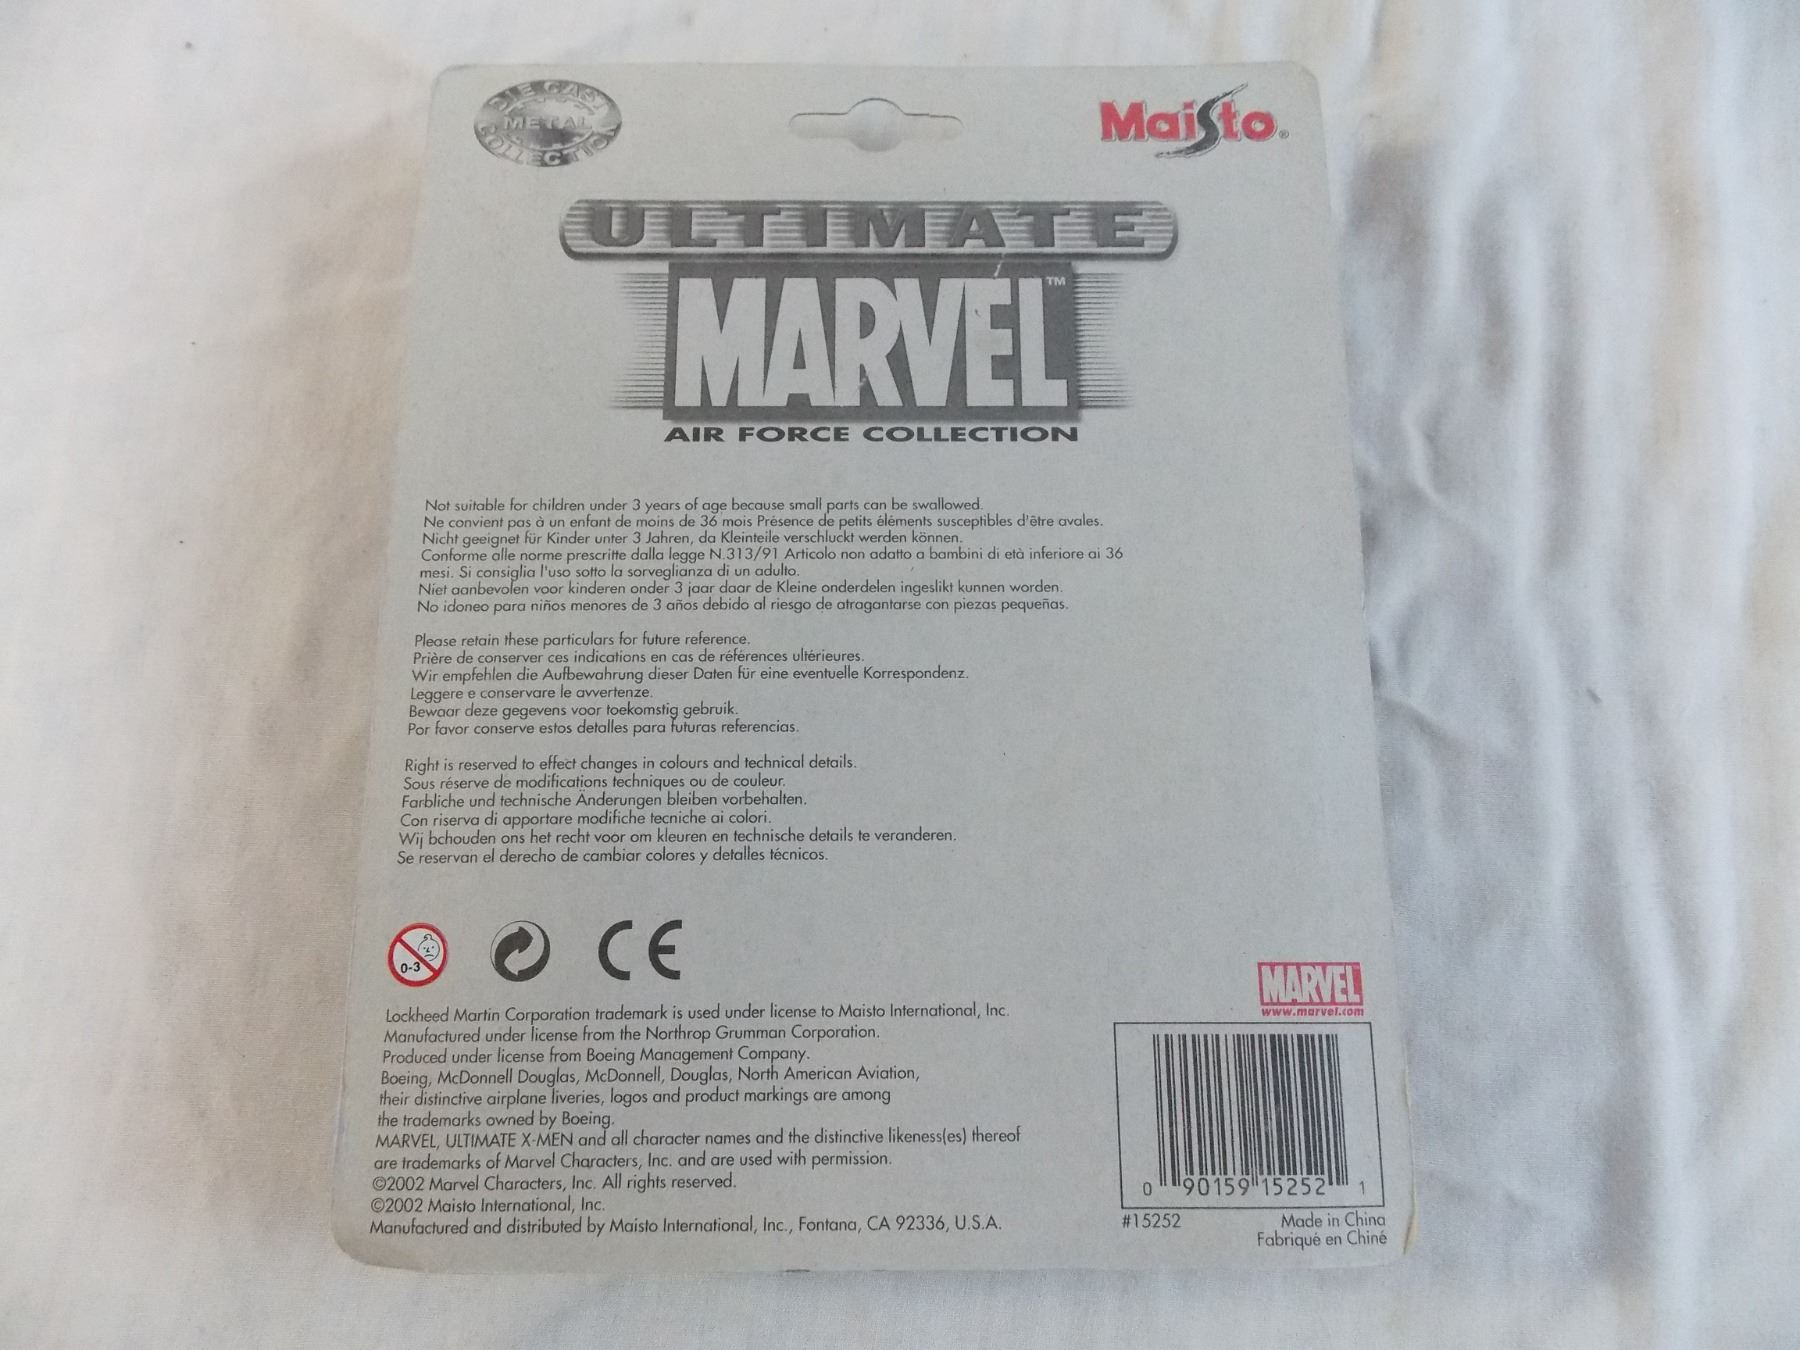 DIE CAST
METAL
COLLECTION
Maisto®
ULTIMATE
MARVEL™
AIR FORCE COLLECTION
Not suitable for children under 3 years of age because small parts can be swallowed.
Ne convient pas à un enfant de moins de 36 mois Présence de petits éléments susceptibles d'être avales.
Nicht geeignet für Kinder unter 3 Jahren, da Kleinteile verschluckt werden können.
Conforme alle norme prescritte dalla legge N.313/91 Articolo non adatto a bambini di età inferiore ai 36
mesi. Si consiglia l'uso sotto la sorveglianza di un adulto.
Niet aanbevolen voor kinderen onder 3 jaar daar de Kleine onderdelen ingeslikt kunnen worden.
No idoneo para niños menores de 3 años debido al riesgo de atragantarse con piezas pequeñas.
Please retain these particulars for future reference.
Prière de conserver ces indications en cas de références ultérieures.
Wir empfehlen die Aufbewahrung dieser Daten für eine eventuelle Korrespondenz.
Leggere e conservare le avvertenze.
Bewaar deze gegevens voor toekomstig gebruik.
Por favor conserve estos detalles para futuras referencias.
Right is reserved to effect changes in colours and technical details.
Sous réserve de modifications techniques ou de couleur.
Farbliche und technische Änderungen bleiben vorbehalten.
Con riserva di apportare modifiche tecniche ai colori.
Wij bchouden ons het recht voor om kleuren en technische details te veranderen.
Se reservan el derecho de cambiar colores y detalles técnicos.
0-3
CE
Lockheed Martin Corporation trademark is used under license to Maisto International, Inc.
Manufactured under license from the Northrop Grumman Corporation.
Produced under license from Boeing Management Company.
Boeing, McDonnell Douglas, McDonnell, Douglas, North American Aviation,
their distinctive airplane liveries, logos and product markings are among
the trademarks owned by Boeing.
MARVEL, ULTIMATE X-MEN and all character names and the distinctive likeness(es) thereof
are trademarks of Marvel Characters, Inc. and are used with permission.
©2002 Marvel Characters, Inc. All rights reserved.
©2002 Maisto International, Inc.
Manufactured and distributed by Maisto International, Inc., Fontana, CA 92336, U.S.A.
MARVEL
www.marvel.com
0 90159 15252 1
#15252
Made in China
Fabriqué en Chiné